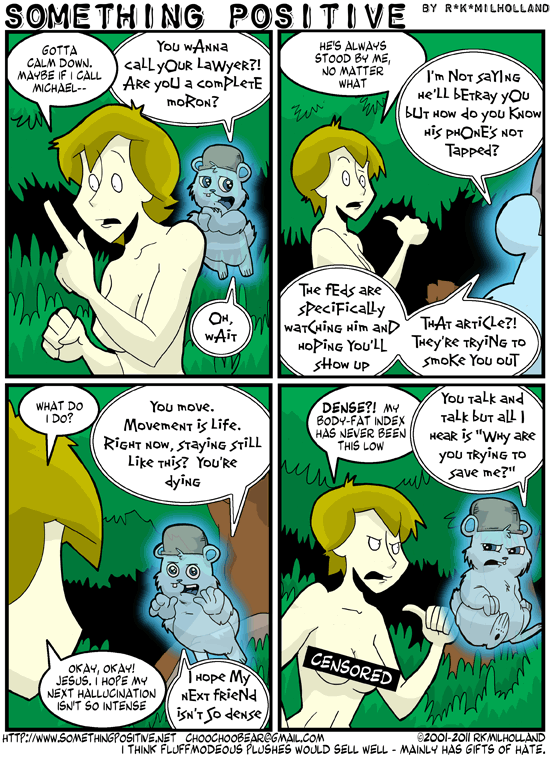 SOMETHING POSITIVE BY R*K*MILHOLLAND
GOTTA
CALM DOWN.
MAYBE IF I CALL
MICHAEL--
YOU WANNA
CALL YOUR LAWYER?!
ARE YOU A COMPLETE
MORON?
OH,
WAIT
HE'S ALWAYS
STOOD BY ME,
NO MATTER
WHAT
I'M NOT SAYING
HE'LL BETRAY YOU
BUT HOW DO YOU KNOW
HIS PHONE'S NOT
TAPPED?
THE FEDS ARE
SPECIFICALLY
WATCHING HIM AND
HOPING YOU'LL
SHOW UP
THAT ARTICLE?!
THEY'RE TRYING TO
SMOKE YOU OUT
WHAT DO
I DO?
YOU MOVE.
MOVEMENT IS LIFE.
RIGHT NOW, STAYING STILL
LIKE THIS? YOU'RE
DYING
OKAY, OKAY!
JESUS. I HOPE MY
NEXT HALLUCINATION
ISN'T SO INTENSE
I HOPE MY
NEXT FRIEND
ISN'T SO DENSE
DENSE?! MY
BODY-FAT INDEX
HAS NEVER BEEN
THIS LOW
YOU TALK AND
TALK BUT ALL I
HEAR IS "WHY ARE
YOU TRYING TO
SAVE ME?"
CENSORED
HTTP://WWW.SOMETHINGPOSITIVE.NET CHOOCHOOBEAR@GMAIL.COM ©2001-2011 RKMILHOLLAND
I THINK FLUFFMODEOUS PLUSHES WOULD SELL WELL - MAINLY HAS GIFTS OF HATE.